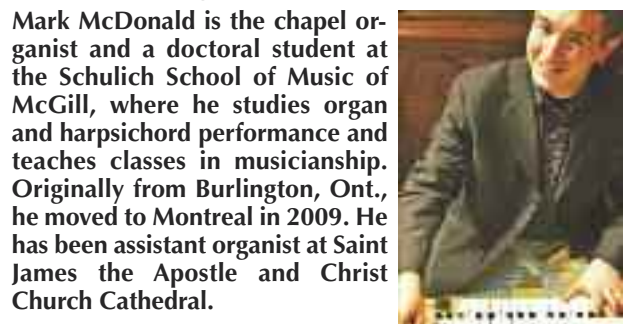 Mark McDonald is the chapel or-
ganist and a doctoral student at
the Schulich School of Music of
McGill, where he studies organ
and harpsichord performance and
teaches classes in musicianship.
Originally from Burlington, Ont.,
he moved to Montreal in 2009. He
has been assistant organist at Saint
James the Apostle and Christ
Church Cathedral.